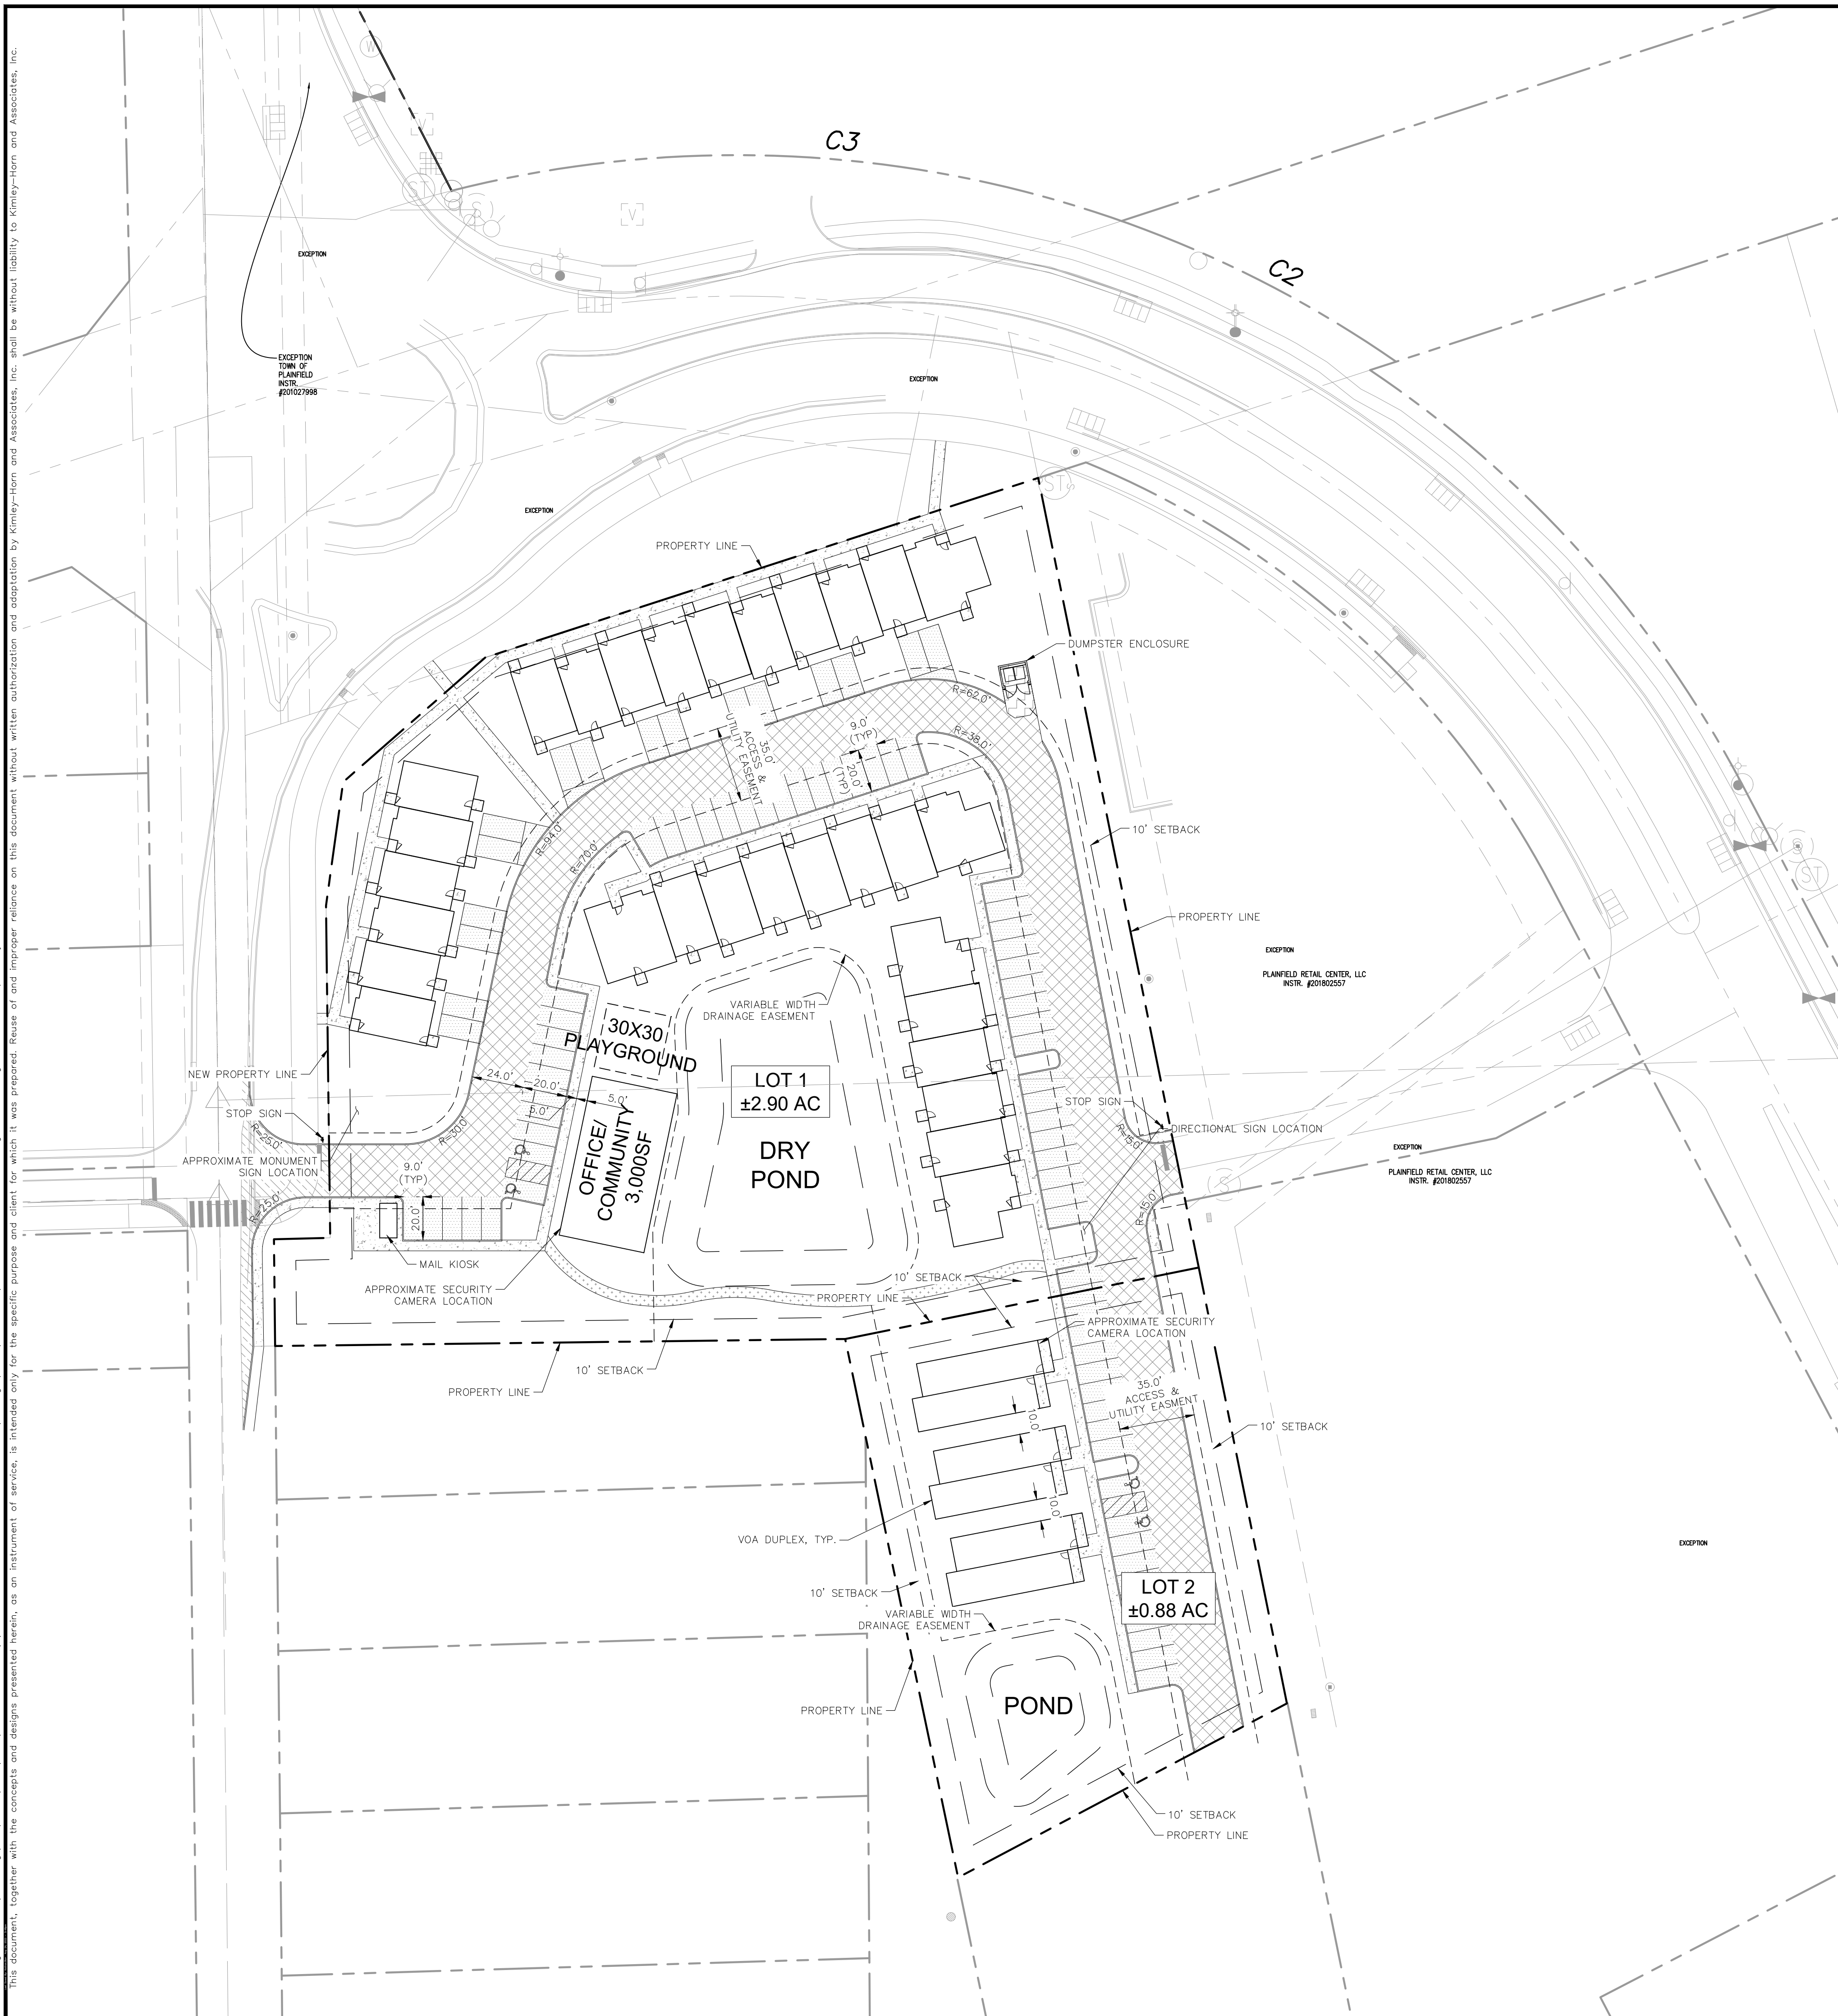 This document, together with the concepts and designs presented herein, as an instrument of service, is intended only for the specific purpose and client for which it was prepared. Reuse of and improper reliance on this document without written authorization and adaptation by Kimley-Horn and Associates, Inc. shall be without liability to Kimley-Horn and Associates, Inc.
W
V
C3
ST
S
V
EXCEPTION
C2
EXCEPTION
TOWN OF
PLAINFIELD
INSTR.
#201027998
EXCEPTION
ST
S
EXCEPTION
PROPERTY LINE
DUMPSTER ENCLOSURE
R=62.0'
9.0'
(TYP)
R=38.0'
35.0'
ACCESS &
UTILITY EASEMENT
20.0'
(TYP)
R=94.0'
R=70.0'
10' SETBACK
S
ST
PROPERTY LINE
EXCEPTION
PLAINFIELD RETAIL CENTER, LLC
INSTR. #201802557
VARIABLE WIDTH
DRAINAGE EASEMENT
30X30
PLAYGROUND
NEW PROPERTY LINE
24.0'
20.0'
5.0'
5.0'
LOT 1
±2.90 AC
STOP SIGN
STOP SIGN
R=25.0'
R=30.0'
R=15.0'
DIRECTIONAL SIGN LOCATION
APPROXIMATE MONUMENT
SIGN LOCATION
OFFICE/
COMMUNITY
3,000SF
DRY
POND
EXCEPTION
PLAINFIELD RETAIL CENTER, LLC
INSTR. #201802557
9.0'
(TYP)
S
R=25.0'
20.0'
R=15.0'
MAIL KIOSK
APPROXIMATE SECURITY
CAMERA LOCATION
10' SETBACK
PROPERTY LINE
APPROXIMATE SECURITY
CAMERA LOCATION
10' SETBACK
PROPERTY LINE
35.0'
ACCESS &
UTILITY EASMENT
10.0'
10' SETBACK
10.0'
VOA DUPLEX, TYP.
EXCEPTION
10' SETBACK
LOT 2
±0.88 AC
VARIABLE WIDTH
DRAINAGE EASEMENT
PROPERTY LINE
POND
10' SETBACK
PROPERTY LINE